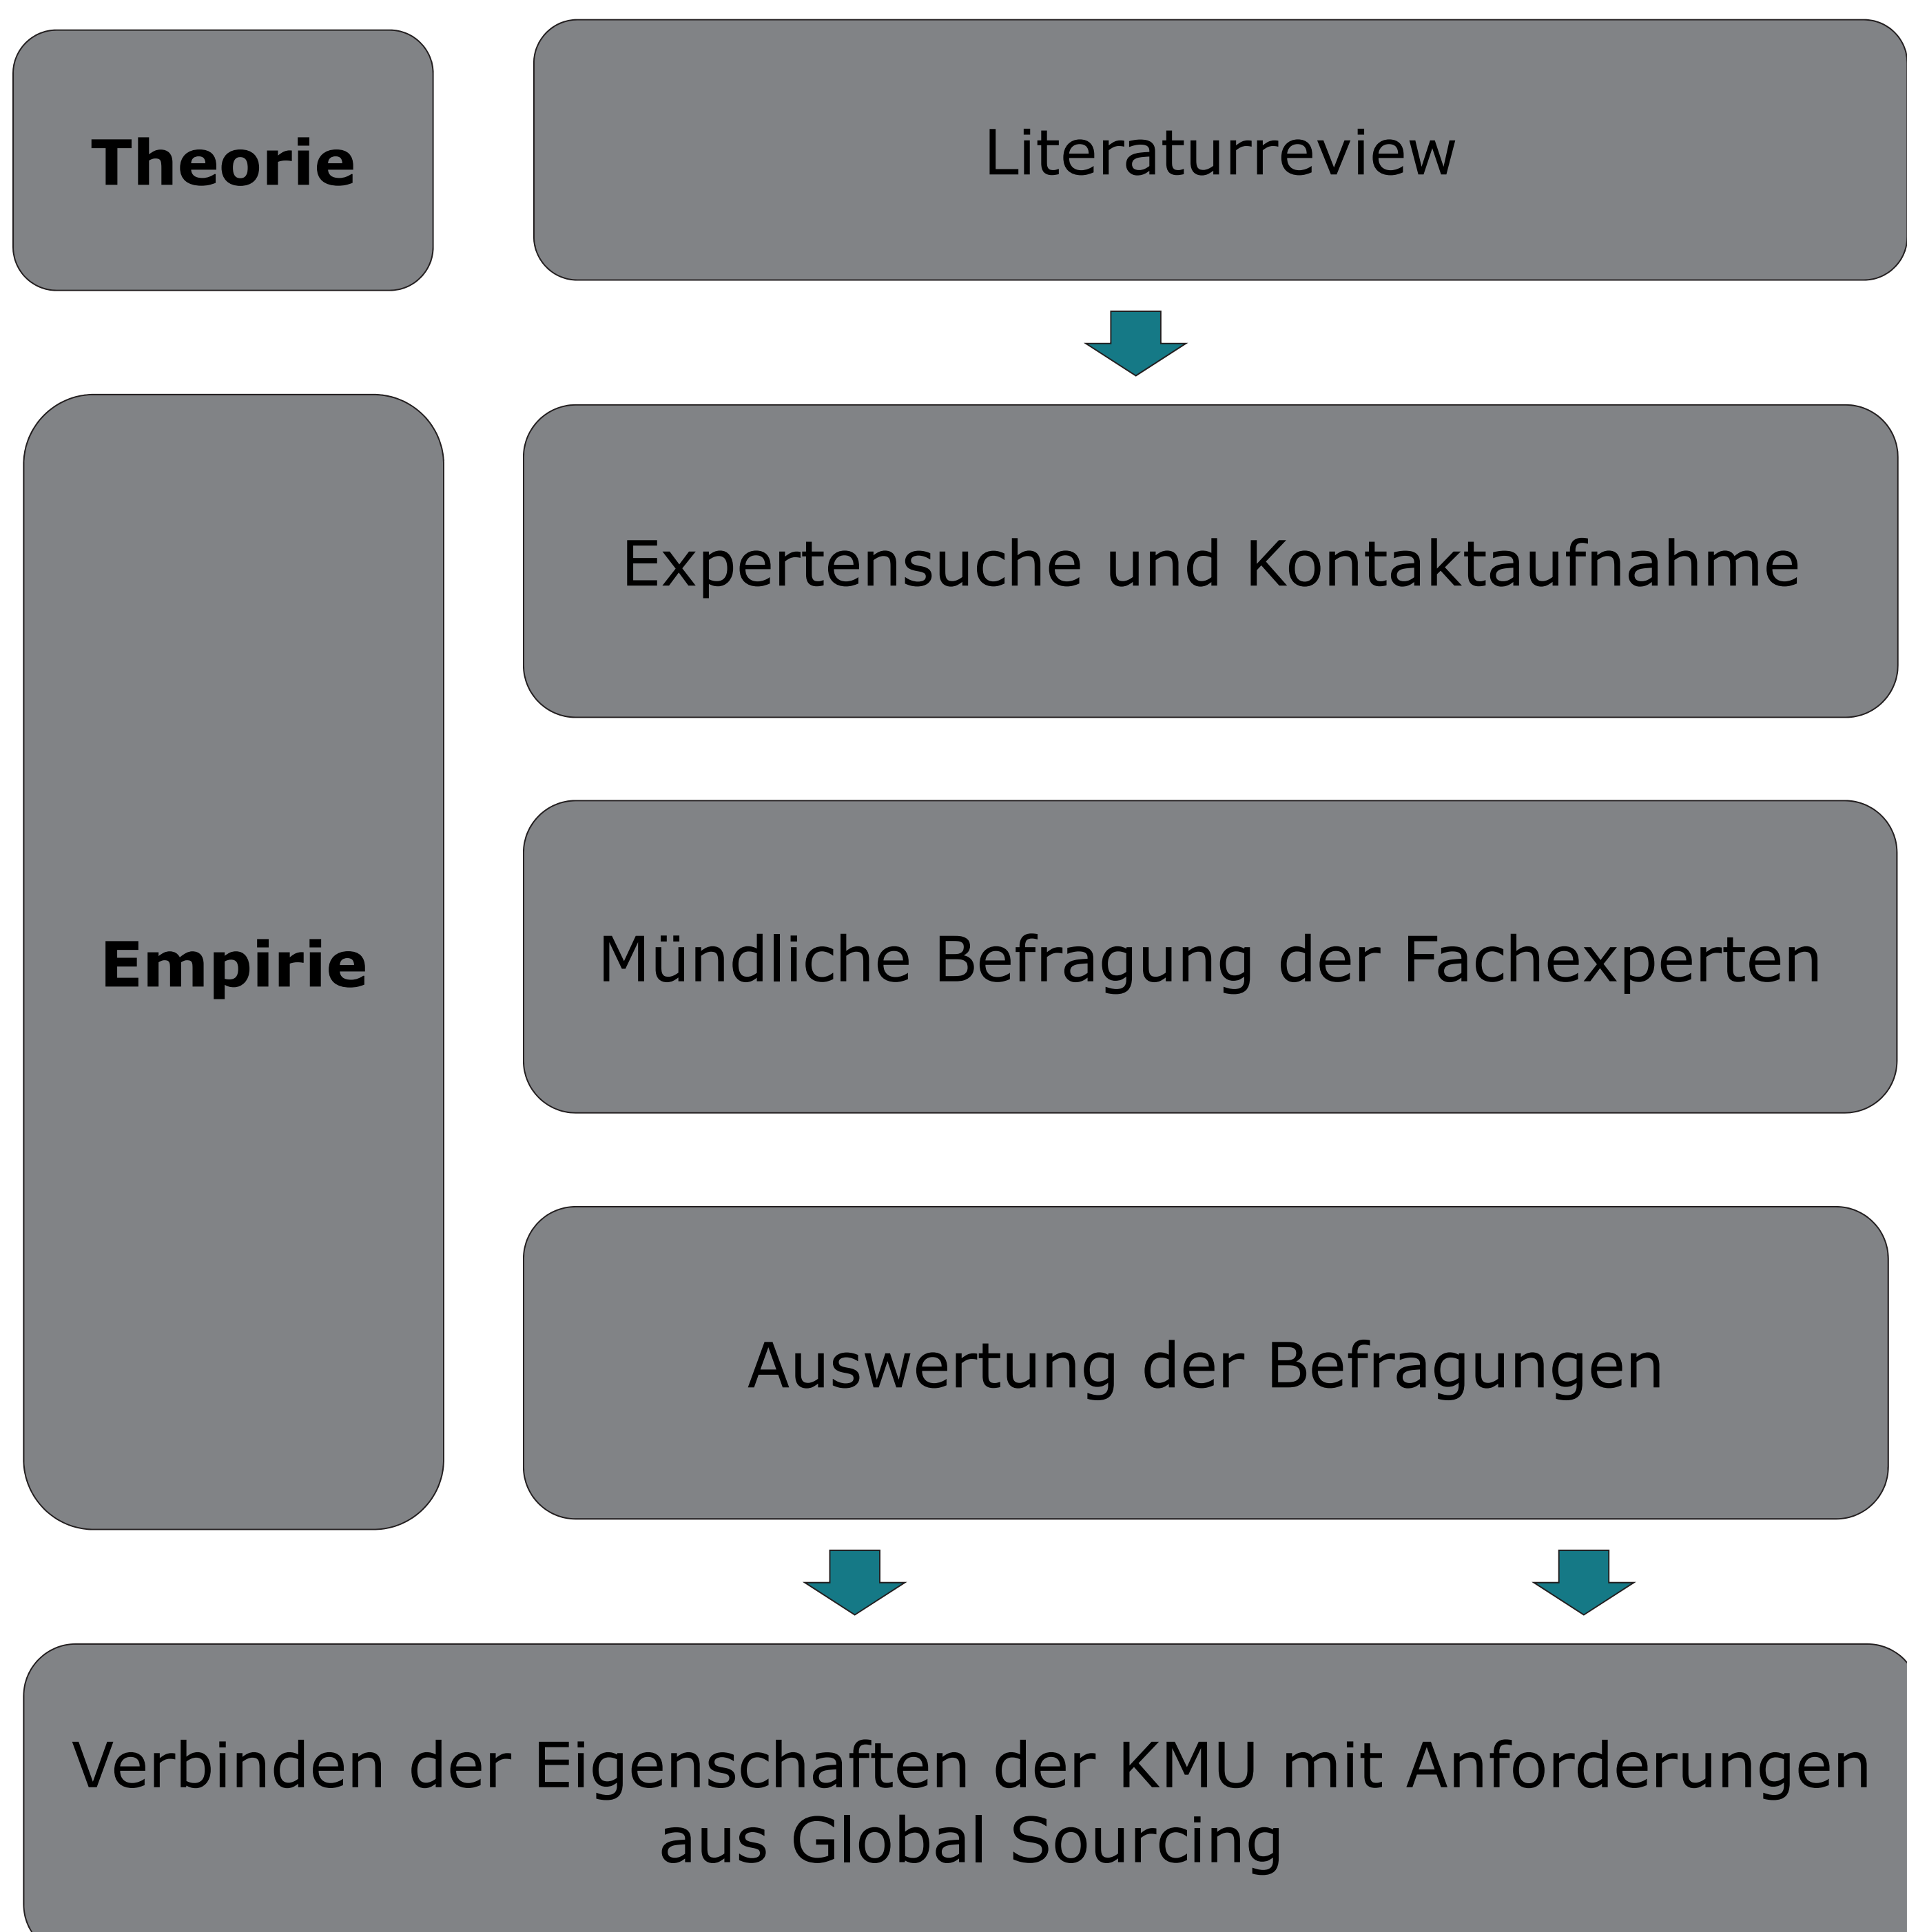 Theorie
Literaturreview
Expertensuche und Kontaktaufnahme
Empirie
Mündliche Befragung der Fachexperten
Auswertung der Befragungen
Verbinden der Eigenschaften der KMU mit Anforderungen
aus Global Sourcing